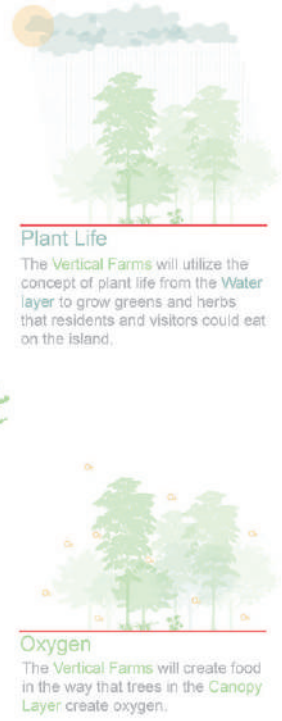 Plant Life
The Vertical Farms will utilize the
concept of plant life from the Water
layer to grow greens and herbs
that residents and visitors could eat
on the island.
Oxygen
The Vertical Farms will create food
in the way that trees in the Canopy
Layer create oxygen.